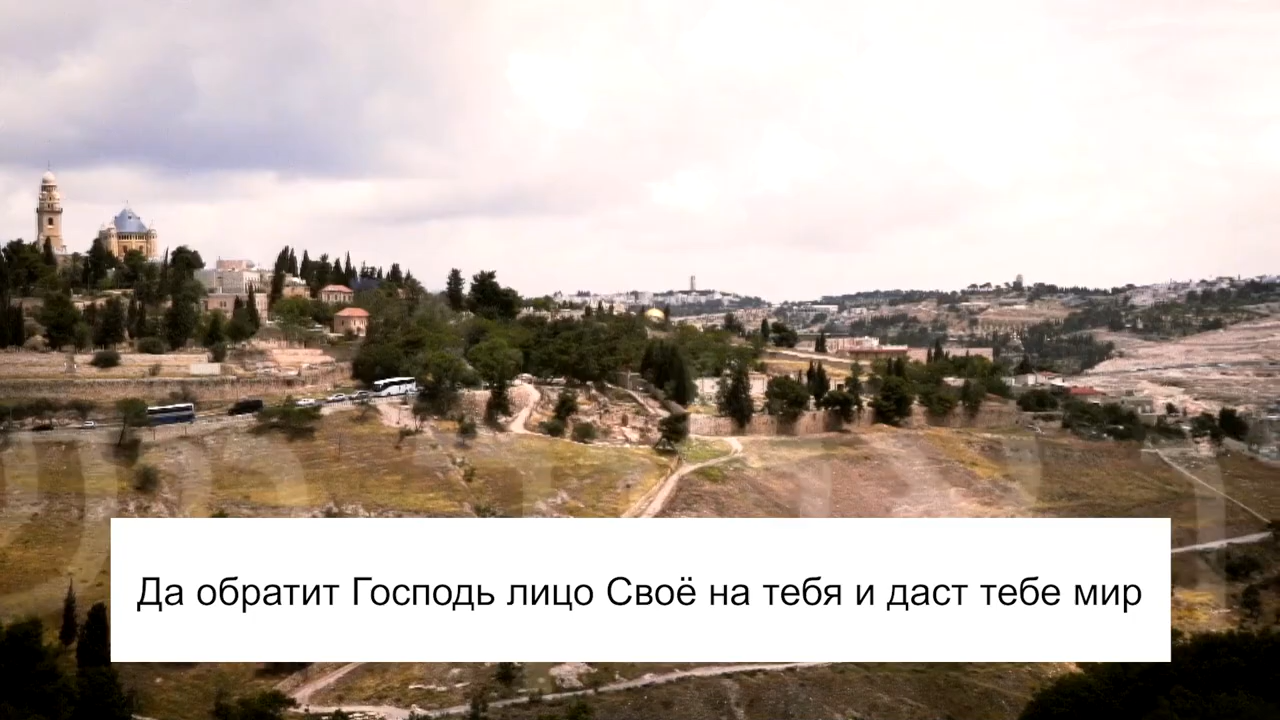 Да обратит Господь лицо Своё на тебя и даст тебе мир